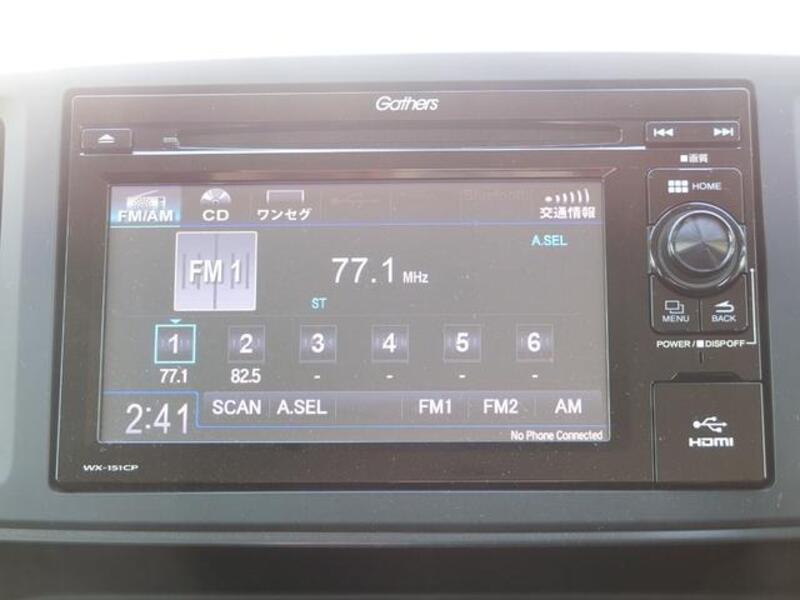 Gathers
■画質
HOME
FM/AM CD ワンセグ Bluetooth 交通情報
A.SEL
FM 1 77.1 MHz
ST
1 2 3 4 5 6
77.1 82.5 - - - -
MENU BACK
POWER/■DISP OFF
2:41 SCAN A.SEL FM1 FM2 AM
No Phone Connected
HDMI
WX-151CP